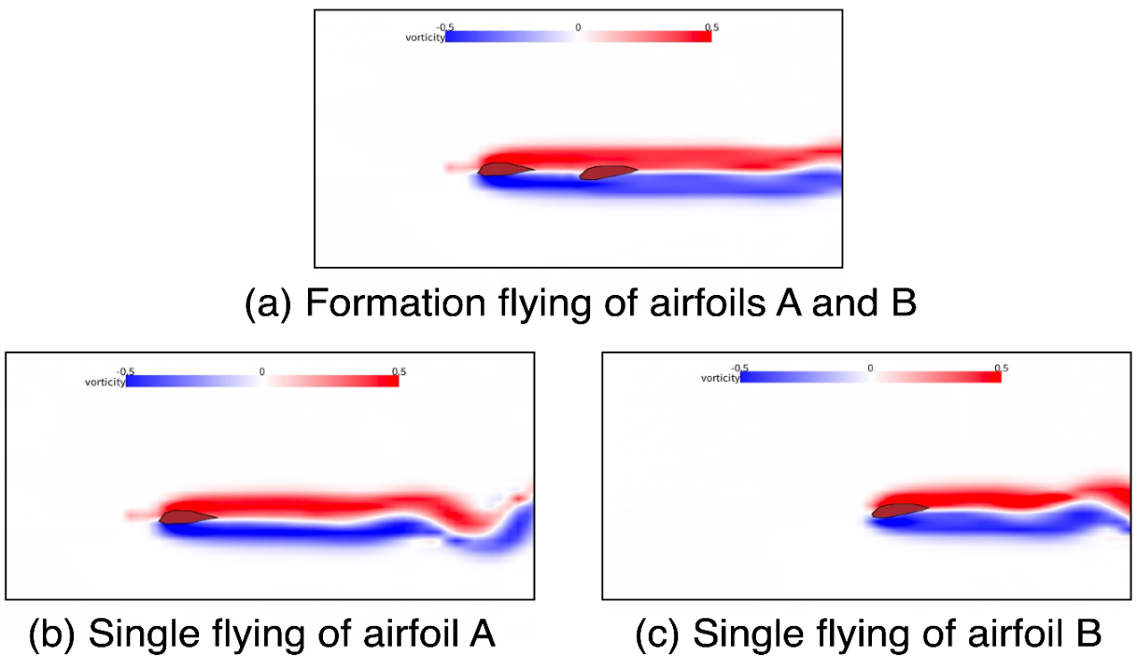 -0.5 0 0.5
vorticity
(a) Formation flying of airfoils A and B
-0.5 0 0.5
vorticity
-0.5 0 0.5
vorticity
(b) Single flying of airfoil A
(c) Single flying of airfoil B